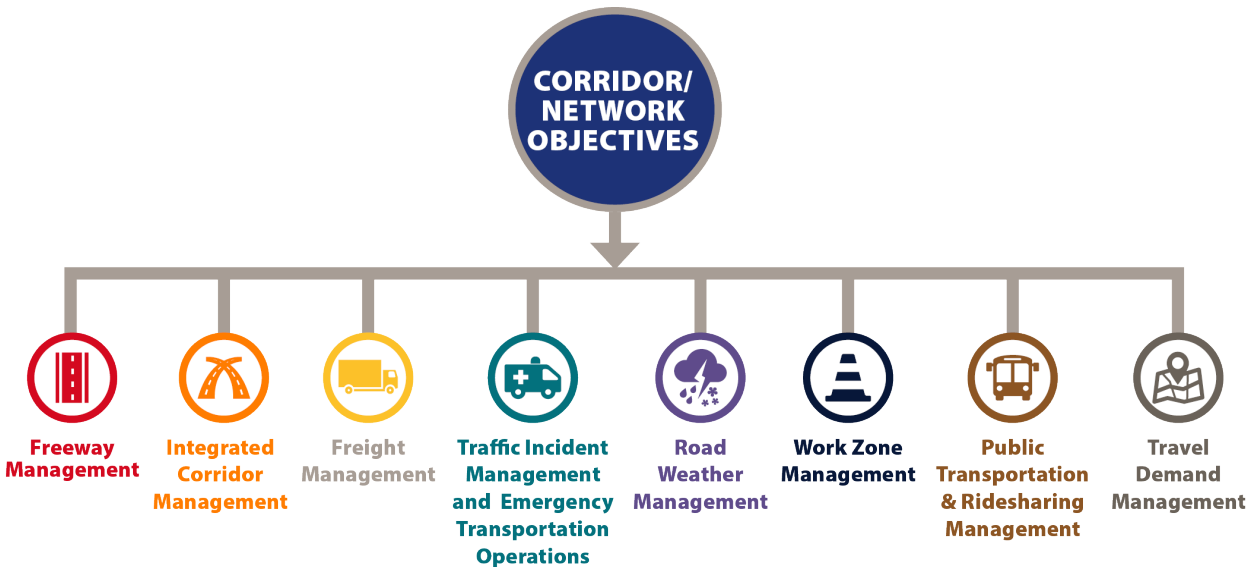 CORRIDOR/
NETWORK
OBJECTIVES
Freeway
Management
Integrated
Corridor
Management
Freight
Management
Traffic Incident
Management
and Emergency
Transportation
Operations
Road
Weather
Management
Work Zone
Management
Public
Transportation
& Ridesharing
Management
Travel
Demand
Management